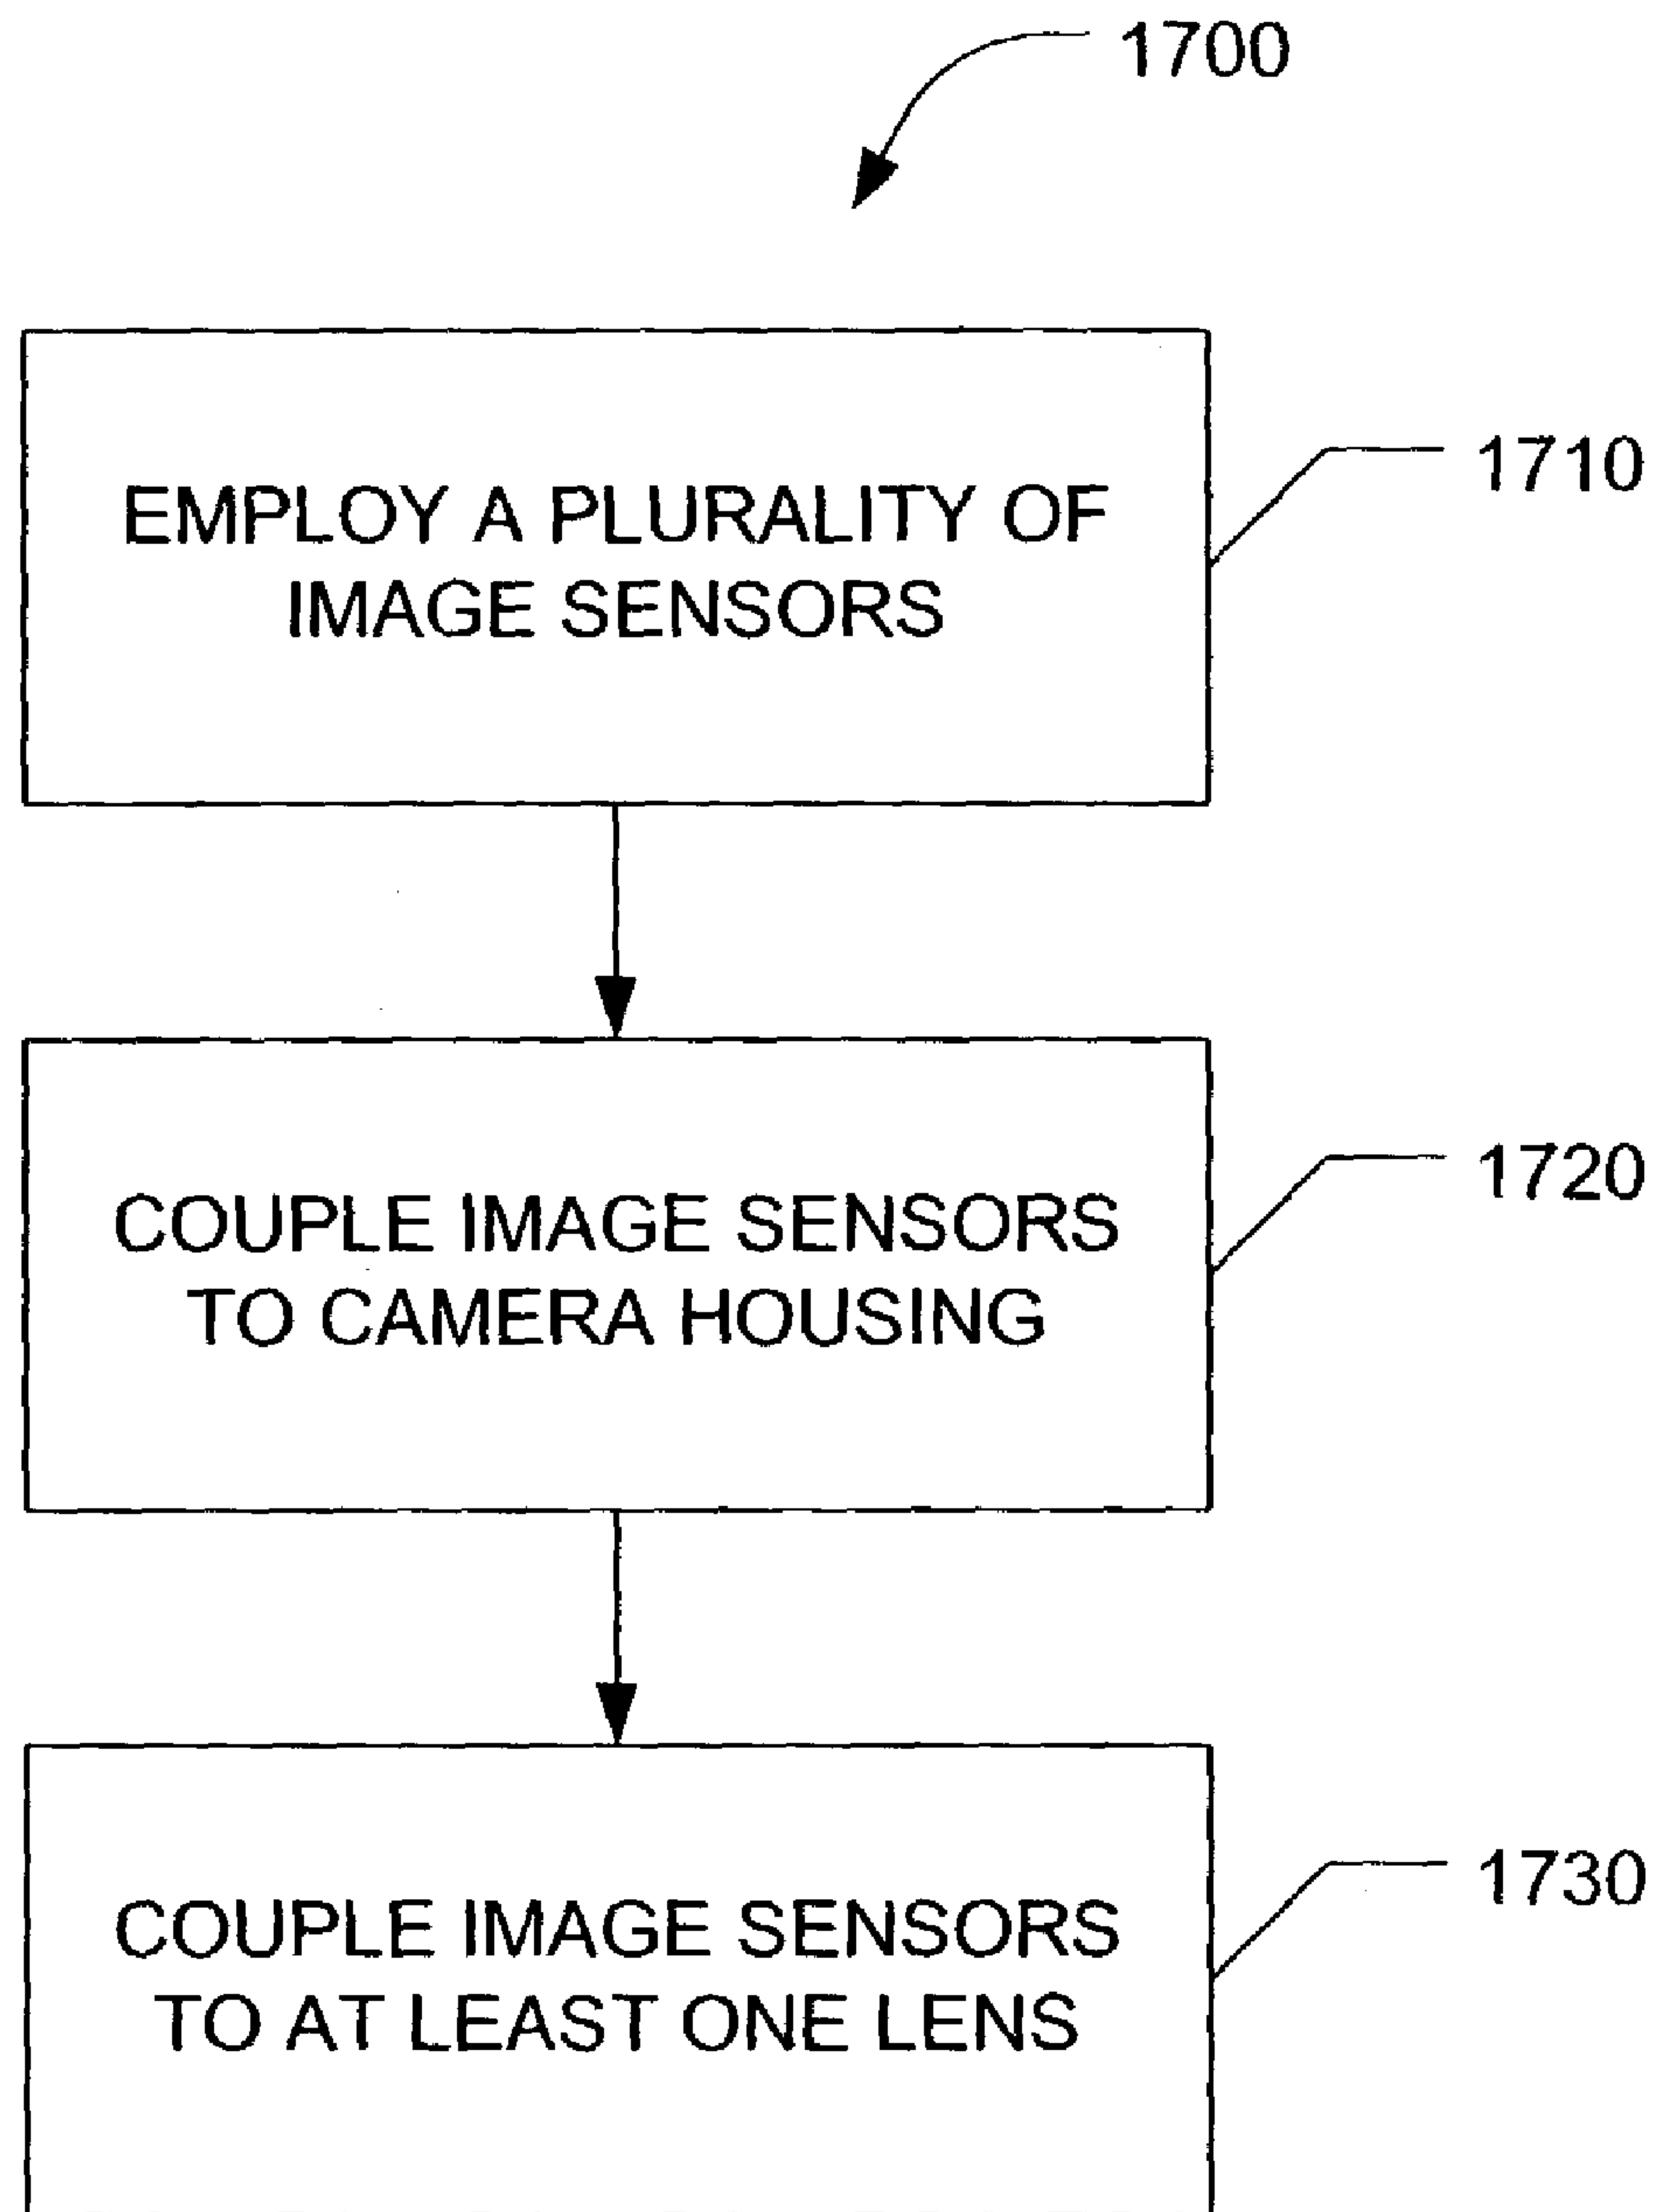 1700
EMPLOY A PLURALITY OF
IMAGE SENSORS
1710
COUPLE IMAGE SENSORS
TO CAMERA HOUSING
1720
COUPLE IMAGE SENSORS
TO AT LEAST ONE LENS
1730